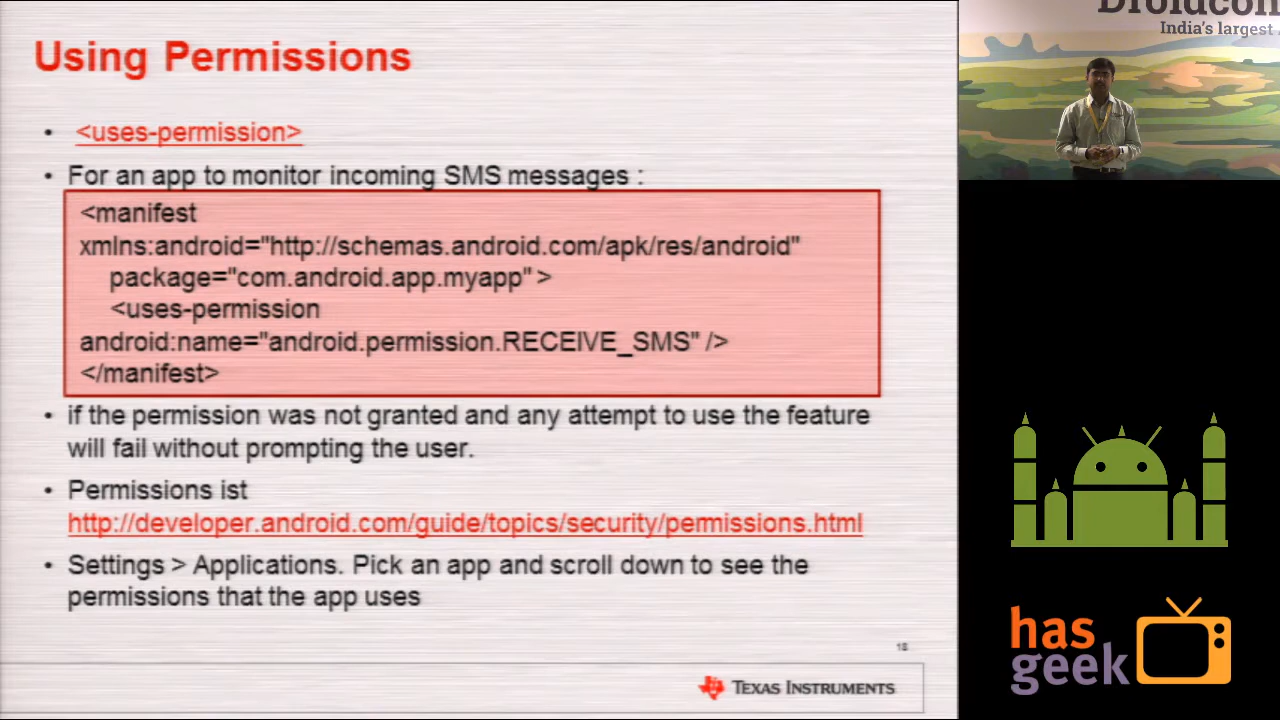 Using Permissions
• <uses-permission>
• For an app to monitor incoming SMS messages :
<manifest
xmlns:android="http://schemas.android.com/apk/res/android"
package="com.android.app.myapp" >
<uses-permission
android:name="android.permission.RECEIVE_SMS" />
</manifest>
• if the permission was not granted and any attempt to use the feature
will fail without prompting the user.
• Permissions ist
http://developer.android.com/guide/topics/security/permissions.html
• Settings > Applications. Pick an app and scroll down to see the
permissions that the app uses
18
TEXAS INSTRUMENTS
Droidcon
India's largest
has
geek